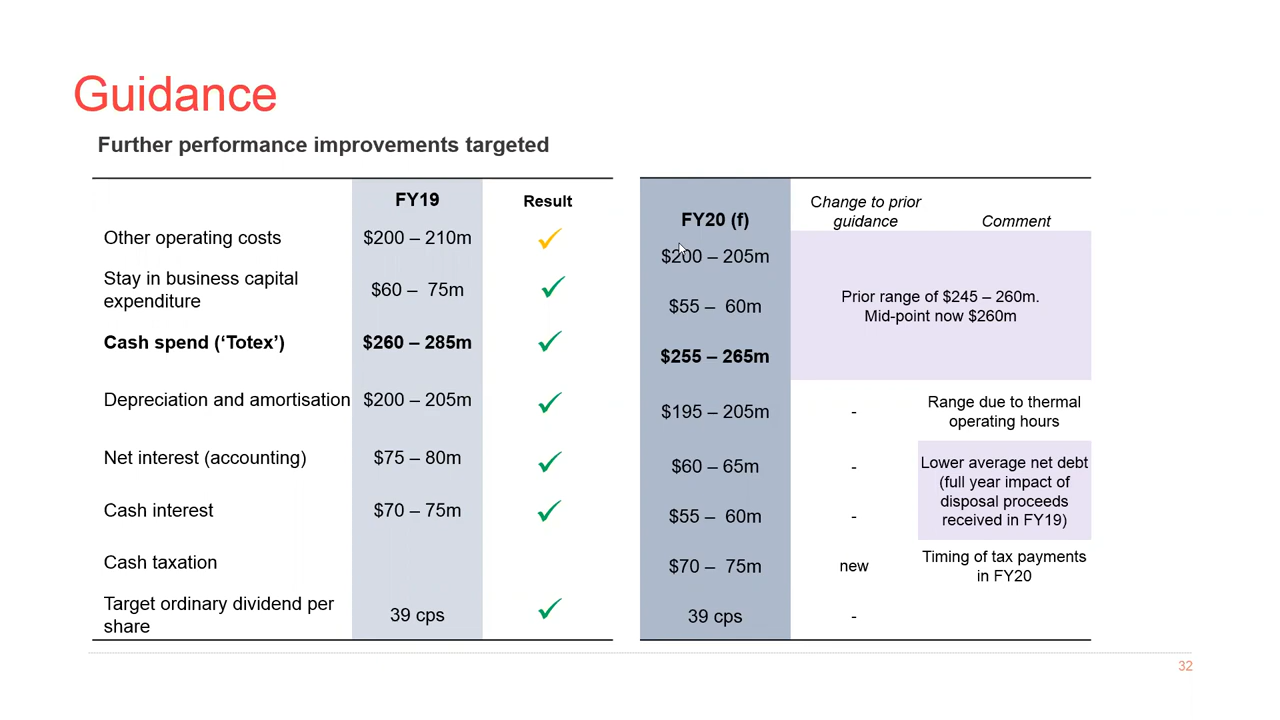 Guidance
Further performance improvements targeted
FY19
Result
Other operating costs $200 – 210m
Stay in business capital
expenditure
$60 – 75m
Cash spend (‘Totex’) $260 – 285m
Depreciation and amortisation $200 – 205m
Net interest (accounting) $75 – 80m
Cash interest $70 – 75m
Cash taxation
Target ordinary dividend per
share
39 cps
FY20 (f)
Change to prior
guidance
Comment
$200 – 205m
$55 – 60m
Prior range of $245 – 260m.
Mid-point now $260m
$255 – 265m
$195 – 205m
-
Range due to thermal
operating hours
$60 – 65m
-
Lower average net debt
(full year impact of
disposal proceeds
received in FY19)
$55 – 60m
-
$70 – 75m
new
Timing of tax payments
in FY20
39 cps
-
32